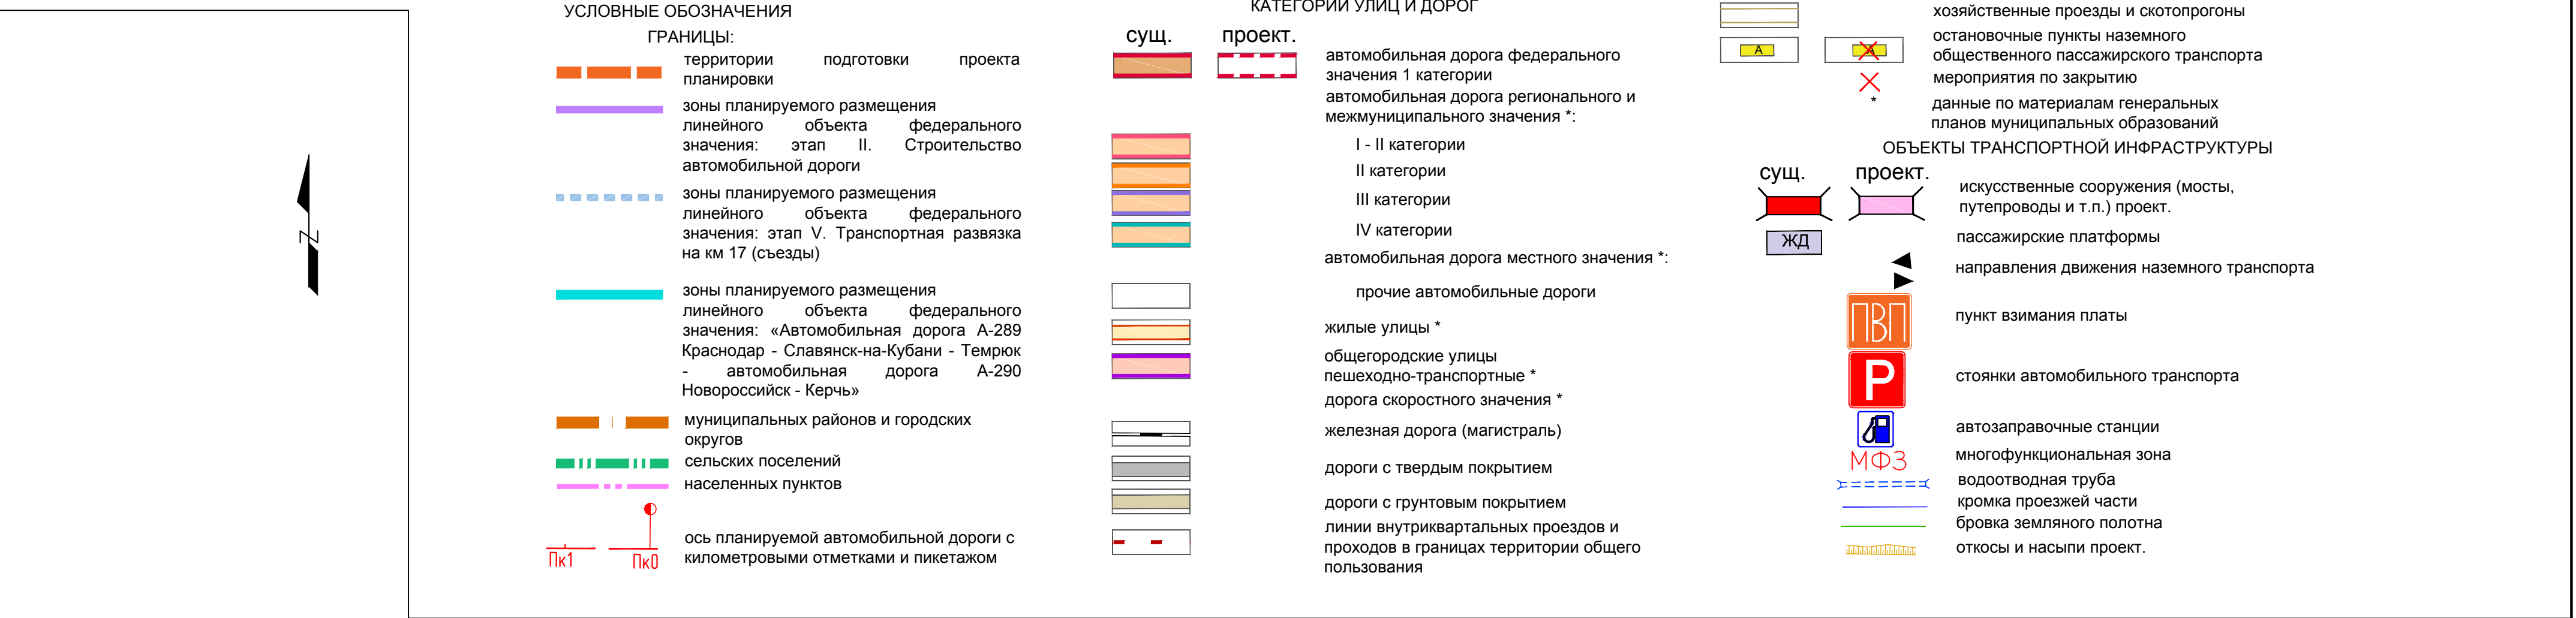 УСЛОВНЫЕ ОБОЗНАЧЕНИЯ
ГРАНИЦЫ:
территории подготовки проекта
планировки
зоны планируемого размещения
линейного объекта федерального
значения: этап II. Строительство
автомобильной дороги
зоны планируемого размещения
линейного объекта федерального
значения: этап V. Транспортная развязка
на км 17 (съезды)
зоны планируемого размещения
линейного объекта федерального
значения: «Автомобильная дорога А-289
Краснодар - Славянск-на-Кубани - Темрюк
- автомобильная дорога А-290
Новороссийск - Керчь»
муниципальных районов и городских
округов
сельских поселений
населенных пунктов
Пк1 Пк0
ось планируемой автомобильной дороги с
километровыми отметками и пикетажом
КАТЕГОРИИ УЛИЦ И ДОРОГ
сущ. проект.
автомобильная дорога федерального
значения 1 категории
автомобильная дорога регионального и
межмуниципального значения *:
I - II категории
II категории
III категории
IV категории
автомобильная дорога местного значения *:
прочие автомобильные дороги
жилые улицы *
общегородские улицы
пешеходно-транспортные *
дорога скоростного значения *
железная дорога (магистраль)
дороги с твердым покрытием
дороги с грунтовым покрытием
линии внутриквартальных проездов и
проходов в границах территории общего
пользования
хозяйственные проезды и скотопрогоны
А А
остановочные пункты наземного
общественного пассажирского транспорта
мероприятия по закрытию
*
данные по материалам генеральных
планов муниципальных образований
ОБЪЕКТЫ ТРАНСПОРТНОЙ ИНФРАСТРУКТУРЫ
сущ. проект.
искусственные сооружения (мосты,
путепроводы и т.п.) проект.
ЖД
пассажирские платформы
направления движения наземного транспорта
ПВП
пункт взимания платы
P
стоянки автомобильного транспорта
автозаправочные станции
МФЗ
многофункциональная зона
водоотводная труба
кромка проезжей части
бровка земляного полотна
откосы и насыпи проект.
N